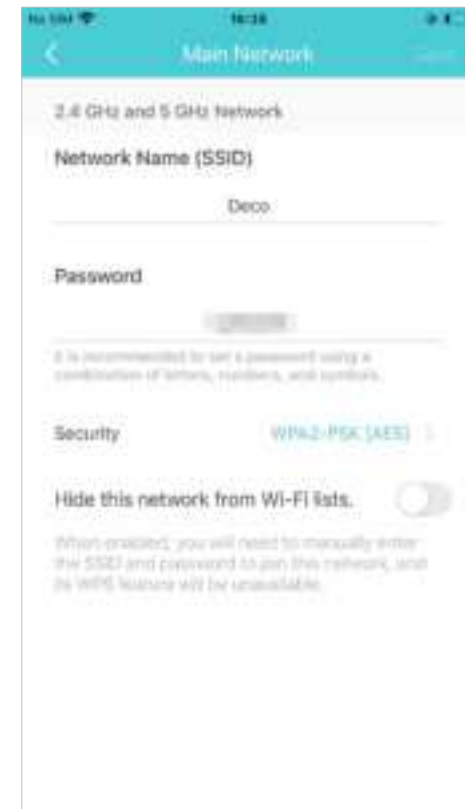 No SIM
Main Network
2.4 GHz and 5 GHz Network
Network Name (SSID)
Deco
Password
It is recommended to set a password using a
combination of letters, numbers, and symbols.
Security WPA2-PSK [AES]
Hide this network from Wi-Fi lists.
When enabled, you will need to manually enter
the SSID and password to join this network, and
its WPS feature will be unavailable.